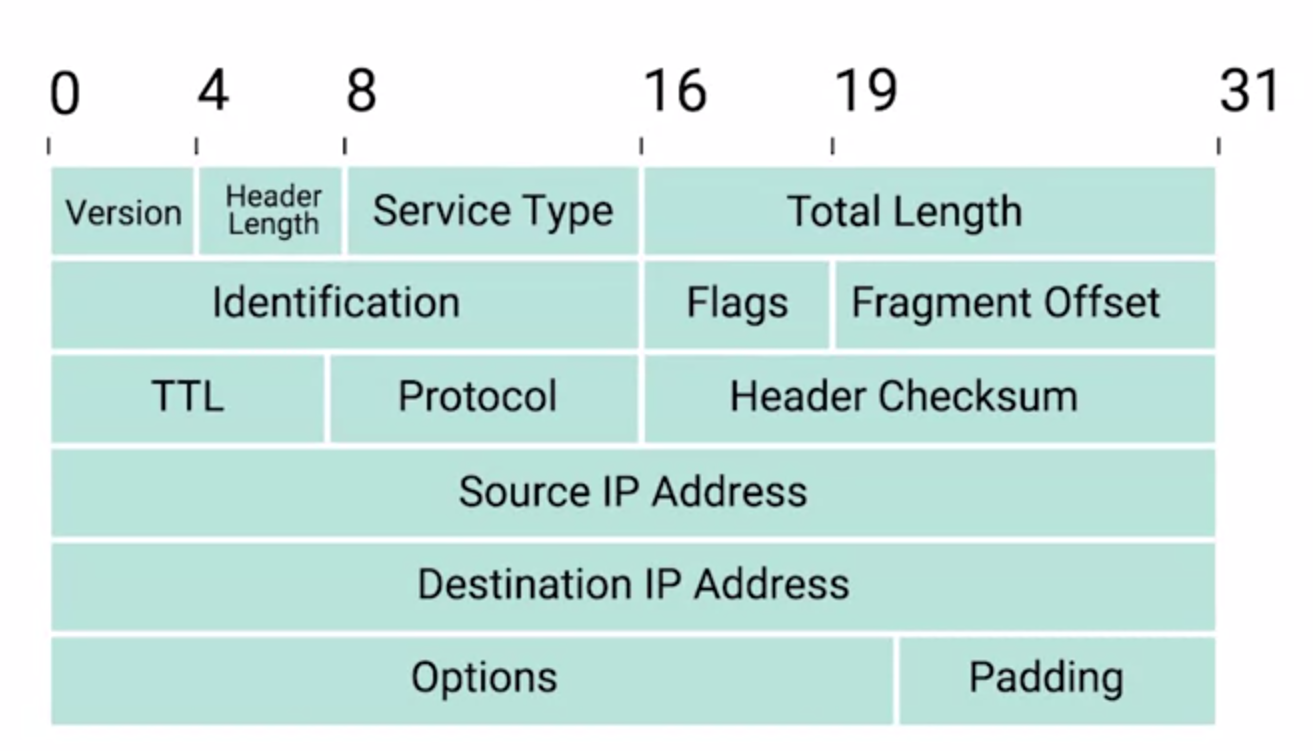 0 4 8 16 19 31
Version Header Length Service Type Total Length
Identification Flags Fragment Offset
TTL Protocol Header Checksum
Source IP Address
Destination IP Address
Options Padding